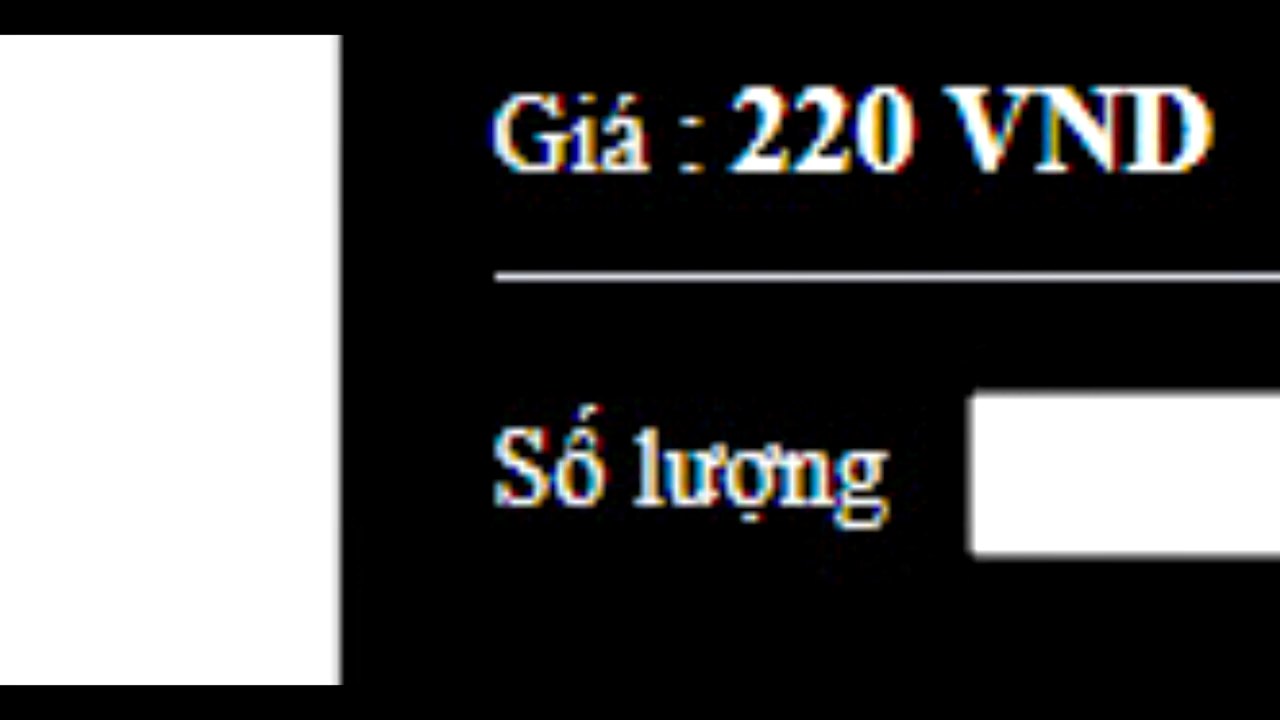 Giá : 220 VND
Số lượng